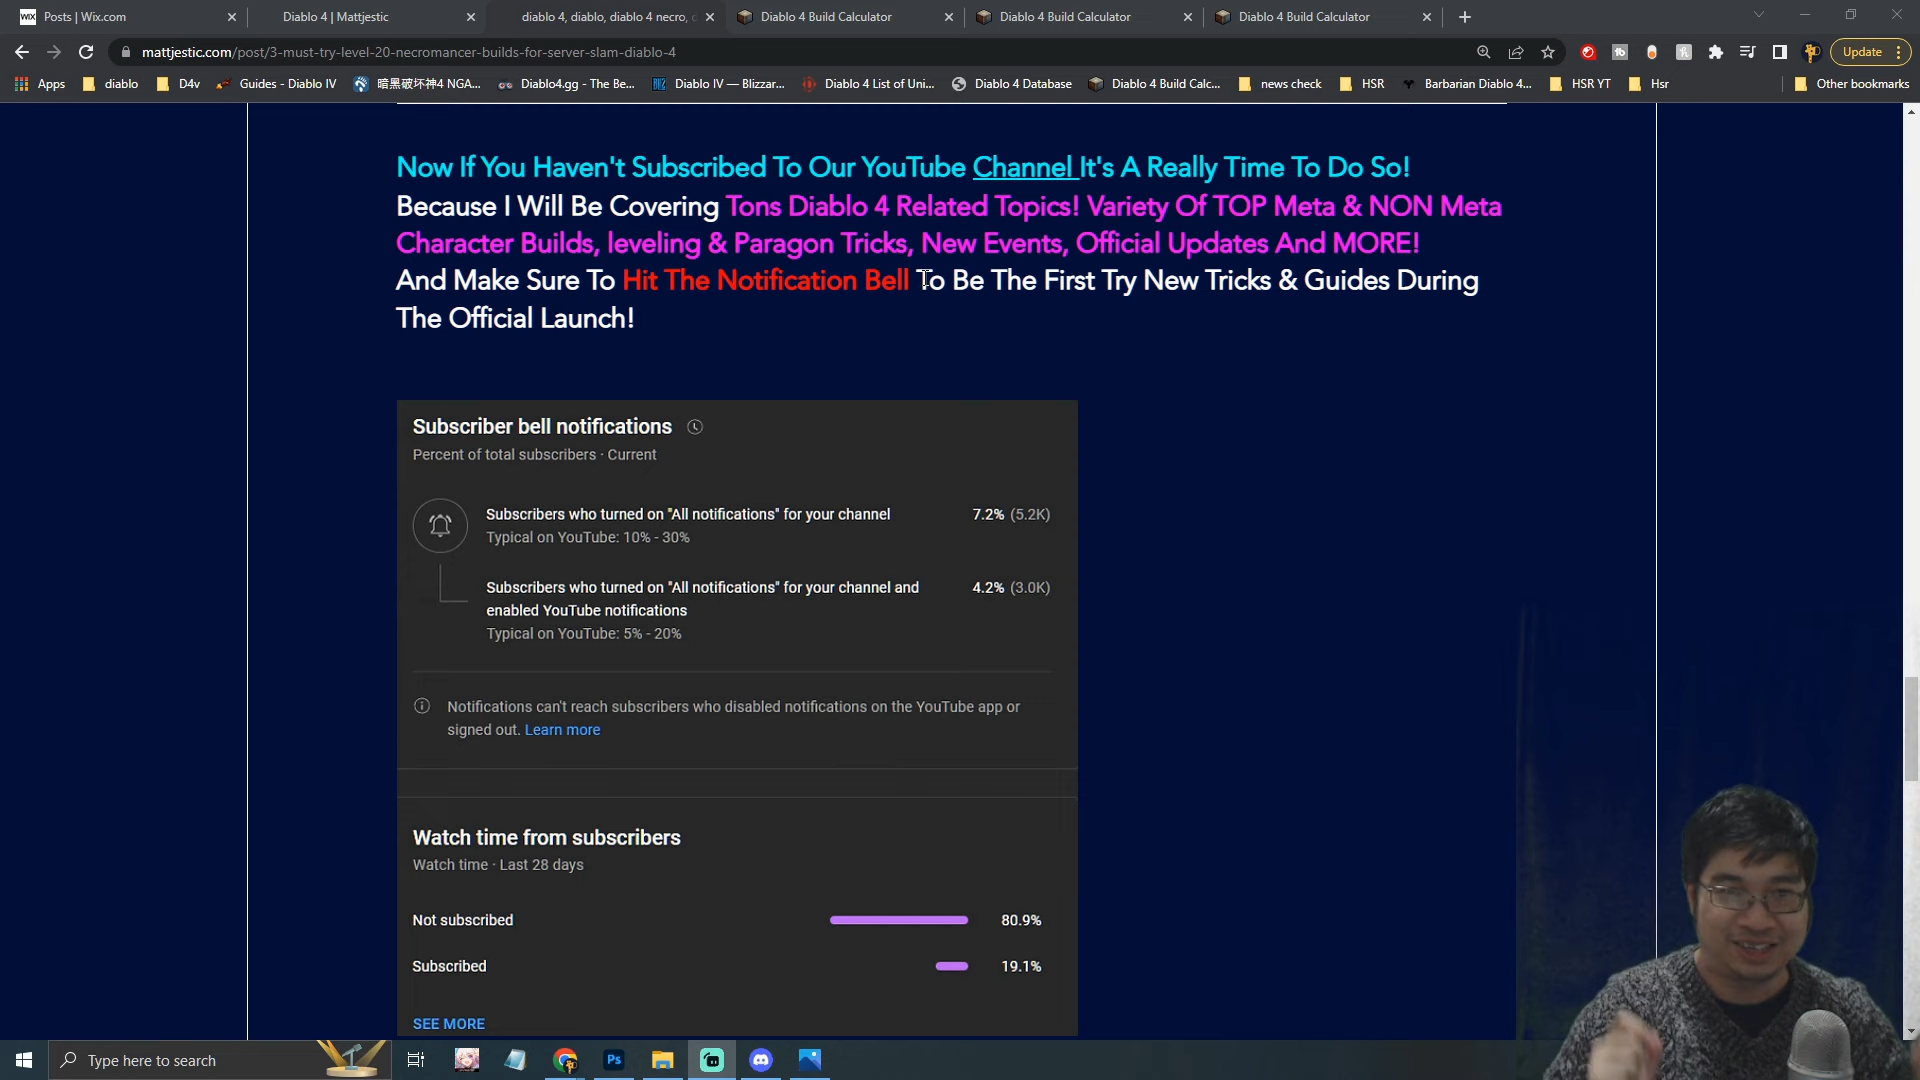 WIX Posts | Wix.com
Diablo 4 | Mattjestic
diablo 4, diablo, diablo 4 necro,
Diablo 4 Build Calculator
Diablo 4 Build Calculator
Diablo 4 Build Calculator
mattjestic.com/post/3-must-try-level-20-necromancer-builds-for-server-slam-diablo-4
Update
Apps
diablo
D4v
Guides - Diablo IV
暗黑破坏神4 NGA...
Diablo4.gg - The Be...
Diablo IV — Blizzar...
Diablo 4 List of Uni...
Diablo 4 Database
Diablo 4 Build Calc...
news check
HSR
Barbarian Diablo 4...
HSR YT
Hsr
Other bookmarks
Now If You Haven't Subscribed To Our YouTube Channel It's A Really Time To Do So!
Because I Will Be Covering Tons Diablo 4 Related Topics! Variety Of TOP Meta & NON Meta
Character Builds, leveling & Paragon Tricks, New Events, Official Updates And MORE!
And Make Sure To Hit The Notification Bell To Be The First Try New Tricks & Guides During
The Official Launch!
Subscriber bell notifications
Percent of total subscribers · Current
Subscribers who turned on "All notifications" for your channel 7.2% (5.2K)
Typical on YouTube: 10% - 30%
Subscribers who turned on "All notifications" for your channel and 4.2% (3.0K)
enabled YouTube notifications
Typical on YouTube: 5% - 20%
Notifications can't reach subscribers who disabled notifications on the YouTube app or
signed out. Learn more
Watch time from subscribers
Watch time · Last 28 days
Not subscribed 80.9%
Subscribed 19.1%
SEE MORE
Type here to search
Ps